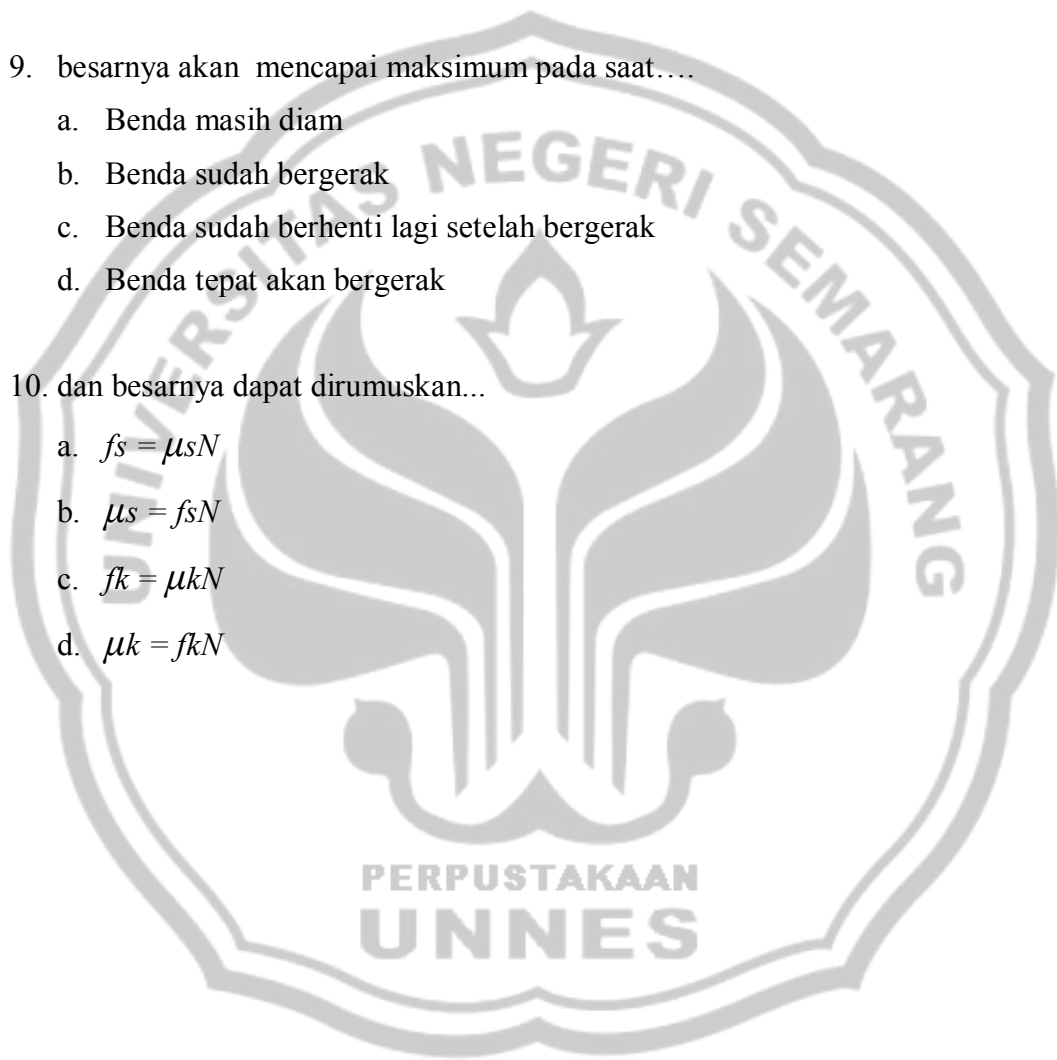 9. besarnya akan mencapai maksimum pada saat….
a. Benda masih diam
b. Benda sudah bergerak
c. Benda sudah berhenti lagi setelah bergerak
d. Benda tepat akan bergerak
10. dan besarnya dapat dirumuskan...
a. fs = μsN
b. μs = fsN
c. fk = μkN
d. μk = fkN
UNIVERSITAS NEGERI SEMARANG
PERPUSTAKAAN
UNNES